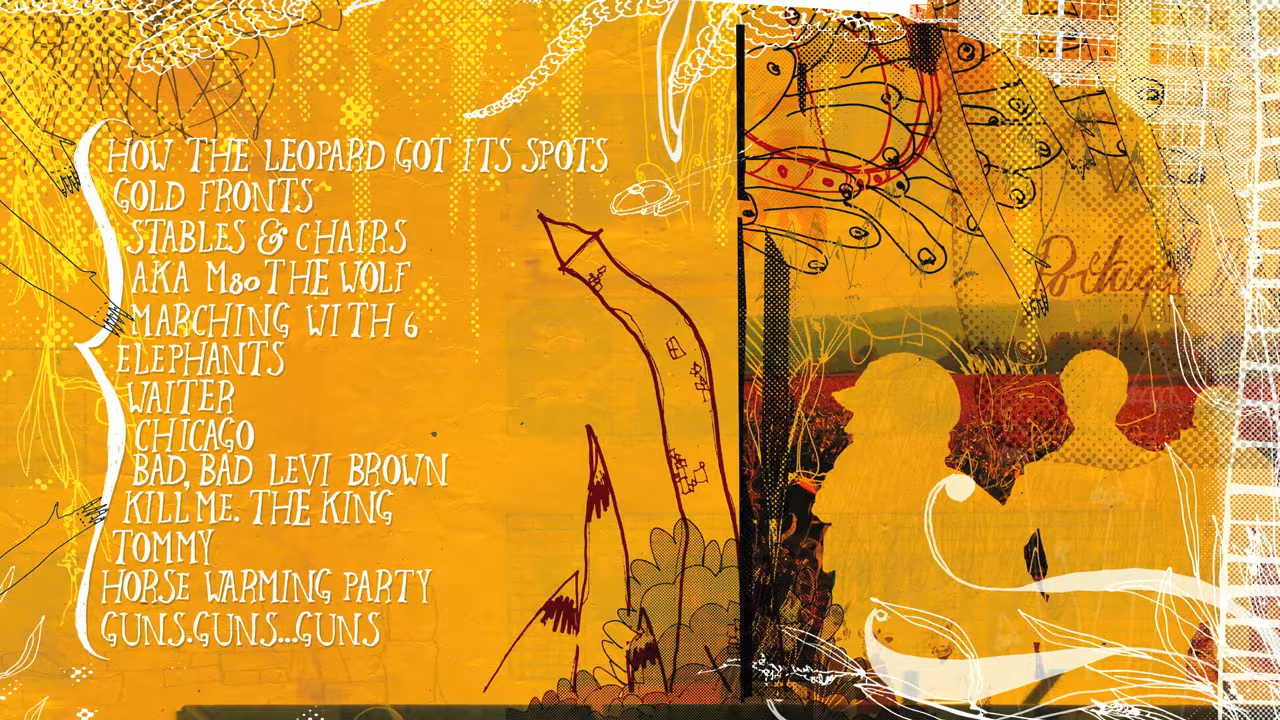 HOW THE LEOPARD GOT ITS SPOTS
GOLD FRONTS
STABLES & CHAIRS
AKA M80 THE WOLF
MARCHING WITH 6
ELEPHANTS
WAITER
CHICAGO
BAD, BAD LEVI BROWN
KILL ME. THE KING
TOMMY
HORSE WARMING PARTY
GUNS.GUNS...GUNS